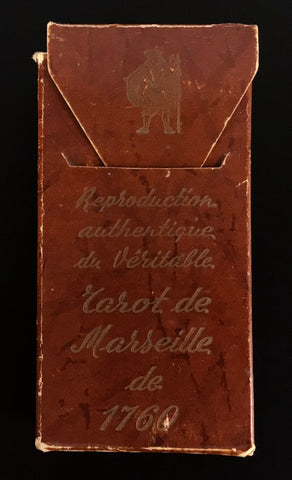 Reproduction
authentique
du Véritable
Tarot de
Marseille
de
1760